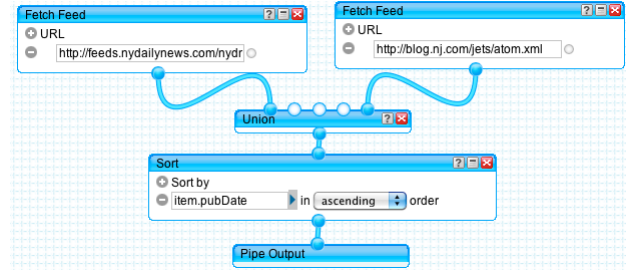 Fetch Feed
URL
http://feeds.nydailynews.com/nydr
Fetch Feed
URL
http://blog.nj.com/jets/atom.xml
Union
Sort
Sort by
item.pubDate in ascending order
Pipe Output